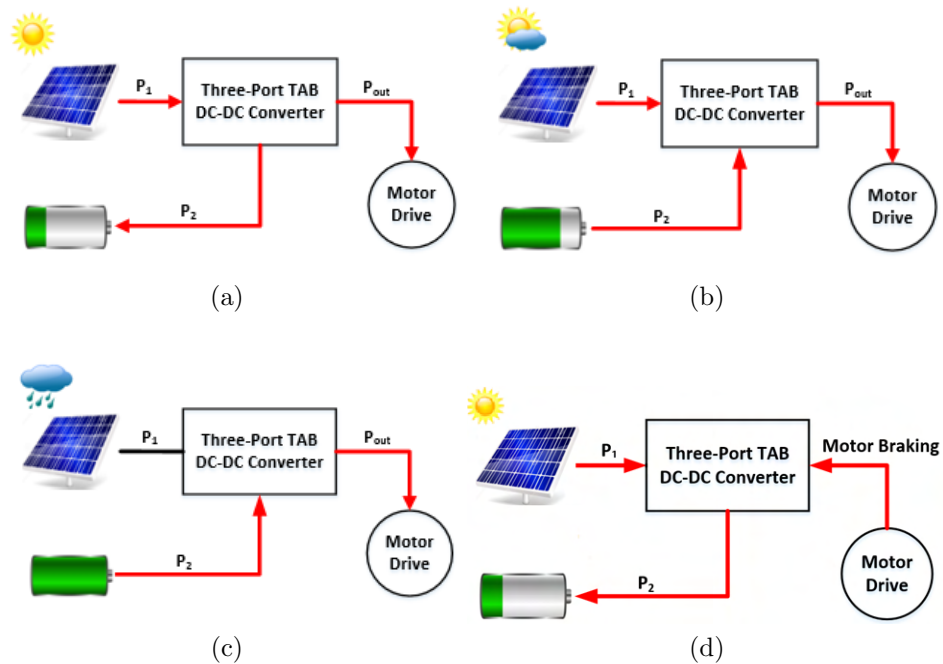 P1
Three-Port TAB
DC-DC Converter
Pout
Motor
Drive
P2
(a)
P1
Three-Port TAB
DC-DC Converter
Pout
Motor
Drive
P2
(b)
P1
Three-Port TAB
DC-DC Converter
Pout
Motor
Drive
P2
(c)
P1
Three-Port TAB
DC-DC Converter
Motor Braking
Motor
Drive
P2
(d)